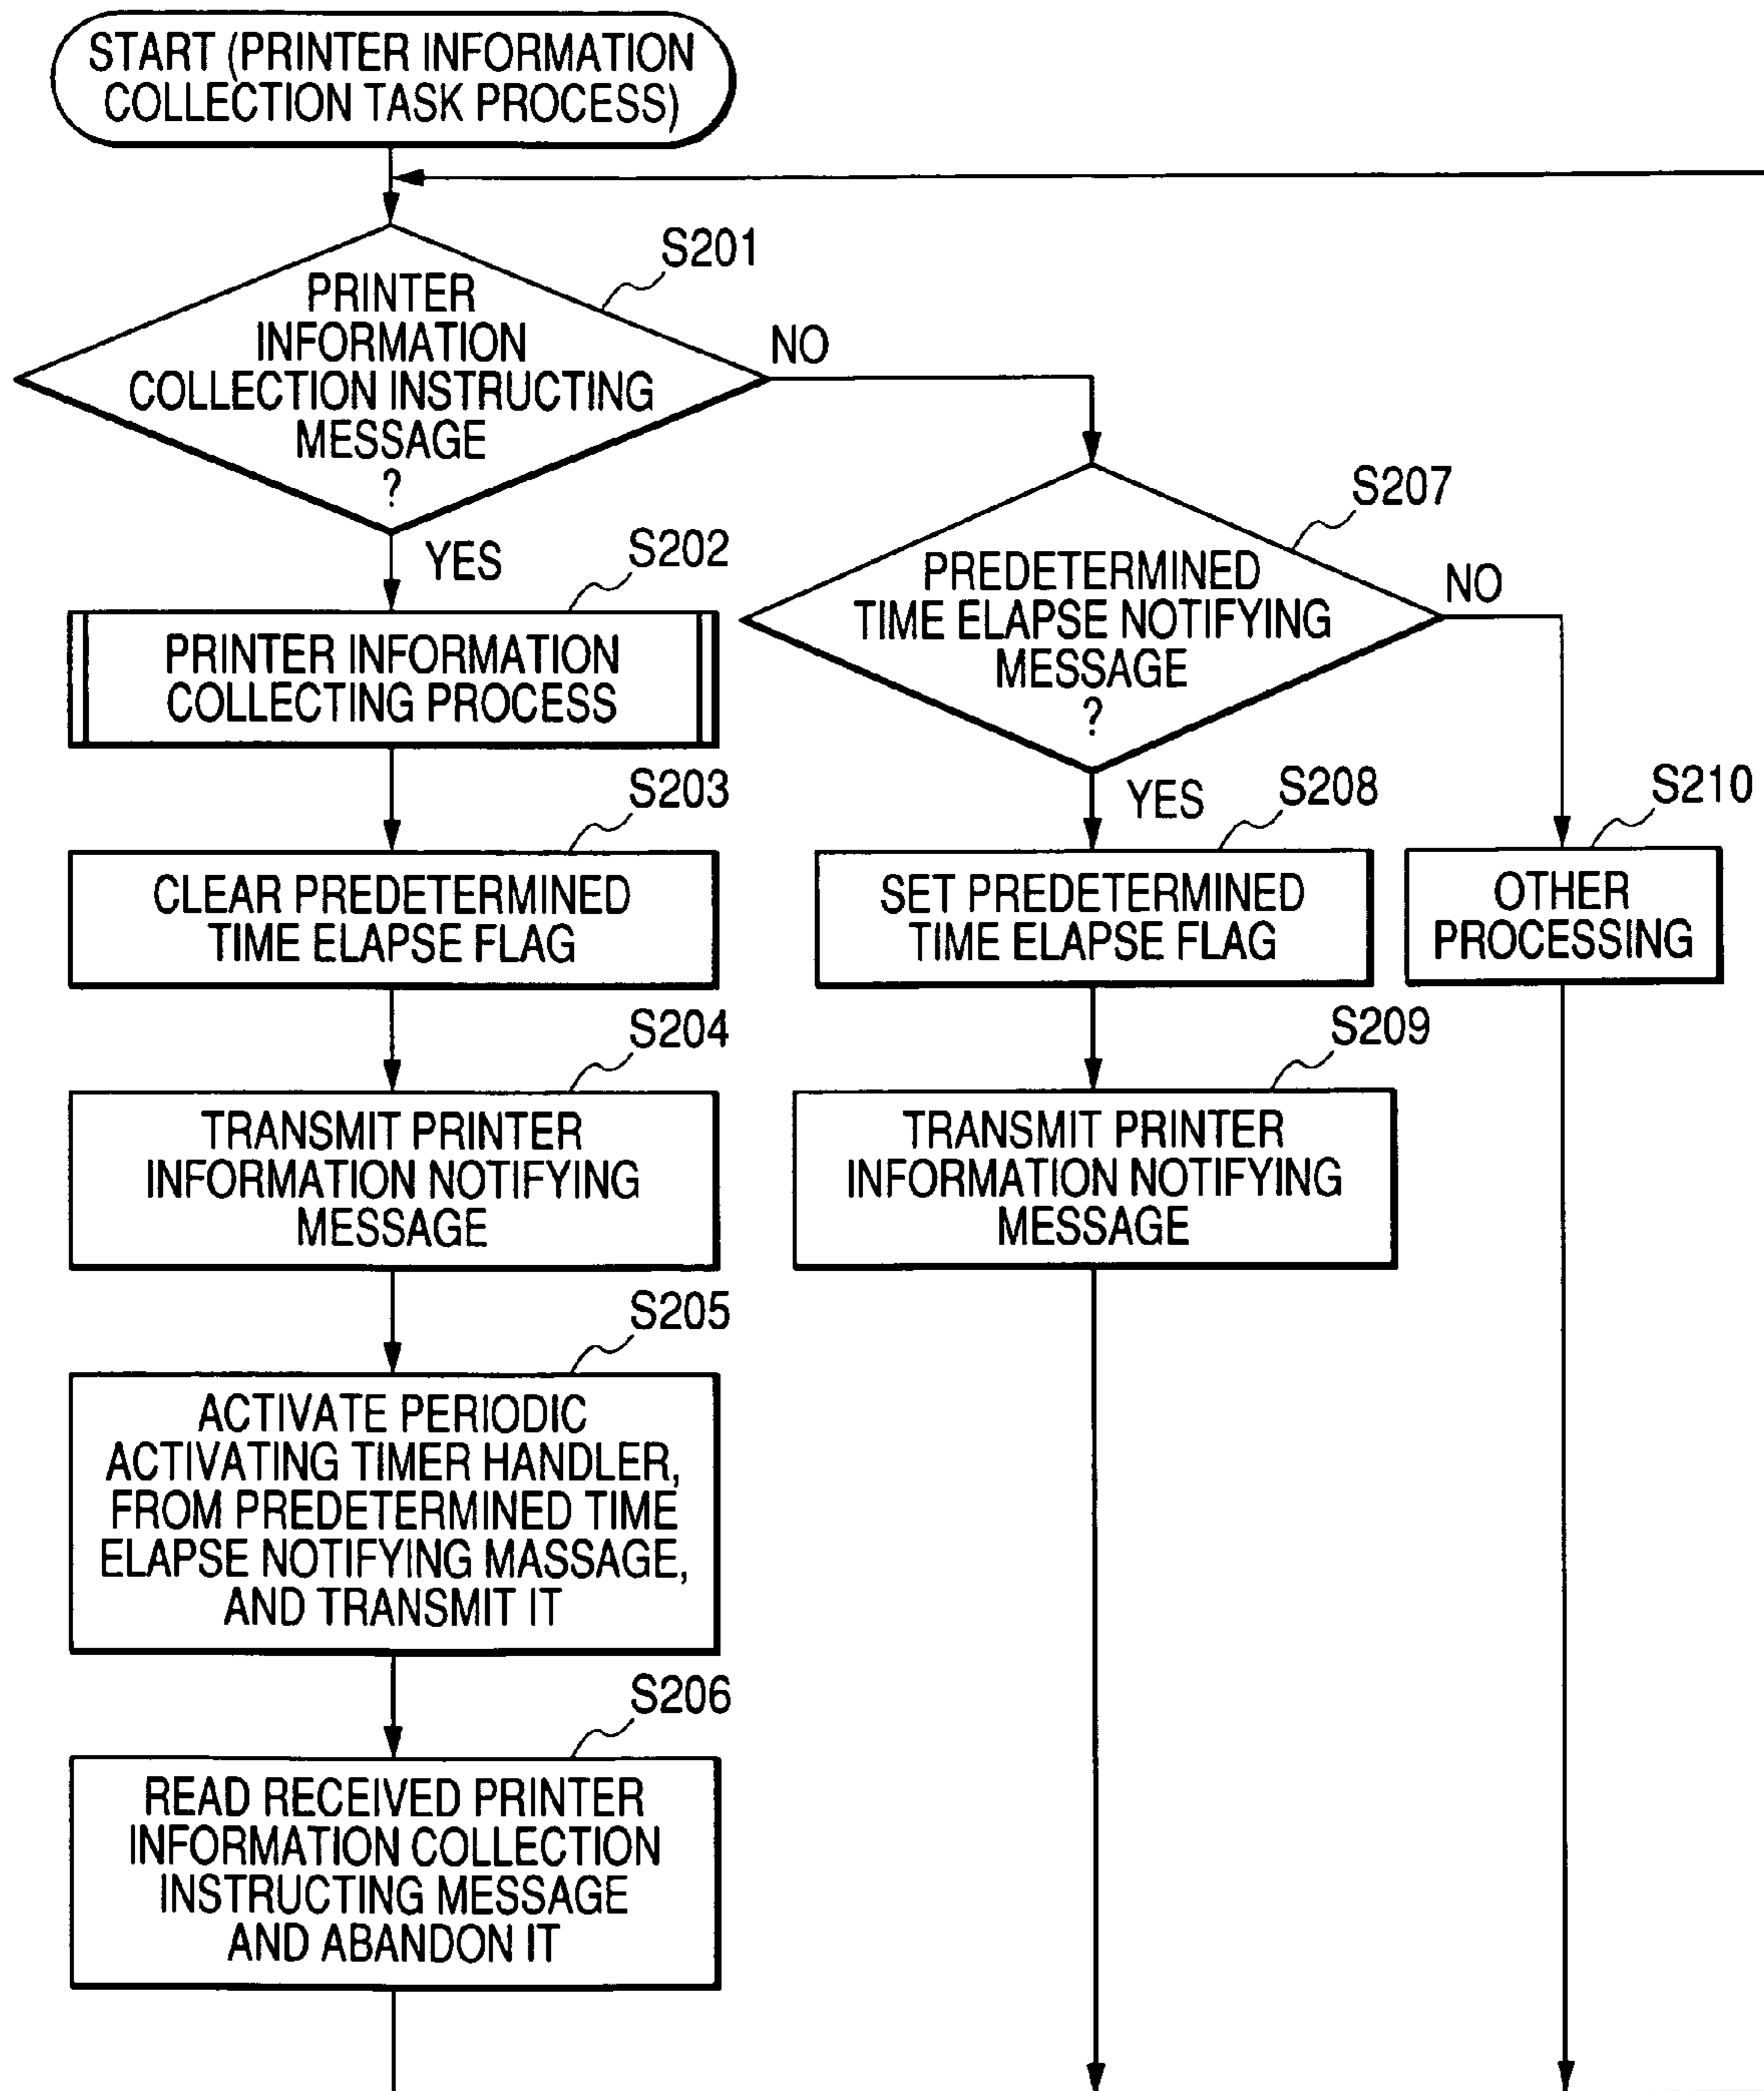 START (PRINTER INFORMATION
COLLECTION TASK PROCESS)
S201
PRINTER
INFORMATION
COLLECTION INSTRUCTING
MESSAGE
?
NO
YES
S202
PRINTER INFORMATION
COLLECTING PROCESS
S203
CLEAR PREDETERMINED
TIME ELAPSE FLAG
S204
TRANSMIT PRINTER
INFORMATION NOTIFYING
MESSAGE
S205
ACTIVATE PERIODIC
ACTIVATING TIMER HANDLER,
FROM PREDETERMINED TIME
ELAPSE NOTIFYING MASSAGE,
AND TRANSMIT IT
S206
READ RECEIVED PRINTER
INFORMATION COLLECTION
INSTRUCTING MESSAGE
AND ABANDON IT
S207
PREDETERMINED
TIME ELAPSE NOTIFYING
MESSAGE
?
NO
YES
S208
SET PREDETERMINED
TIME ELAPSE FLAG
S209
TRANSMIT PRINTER
INFORMATION NOTIFYING
MESSAGE
S210
OTHER
PROCESSING